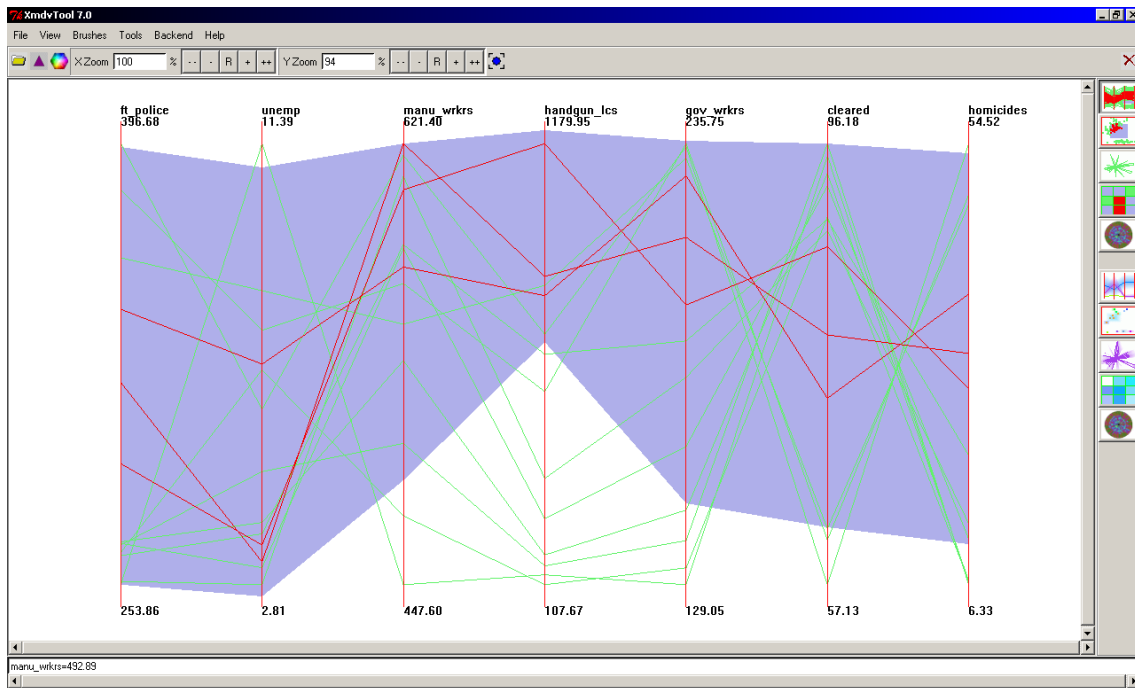 XmdvTool 7.0
File View Brushes Tools Backend Help
X Zoom 100 % -- - R + ++ Y Zoom 94 % -- - R + ++
ft_police unemp manu_wrkrs handgun_lcs gov_wrkrs cleared homicides
396.68 11.39 621.40 1179.95 235.75 96.18 54.52
253.86 2.81 447.60 107.67 129.05 57.13 6.33
manu_wrkrs=492.89